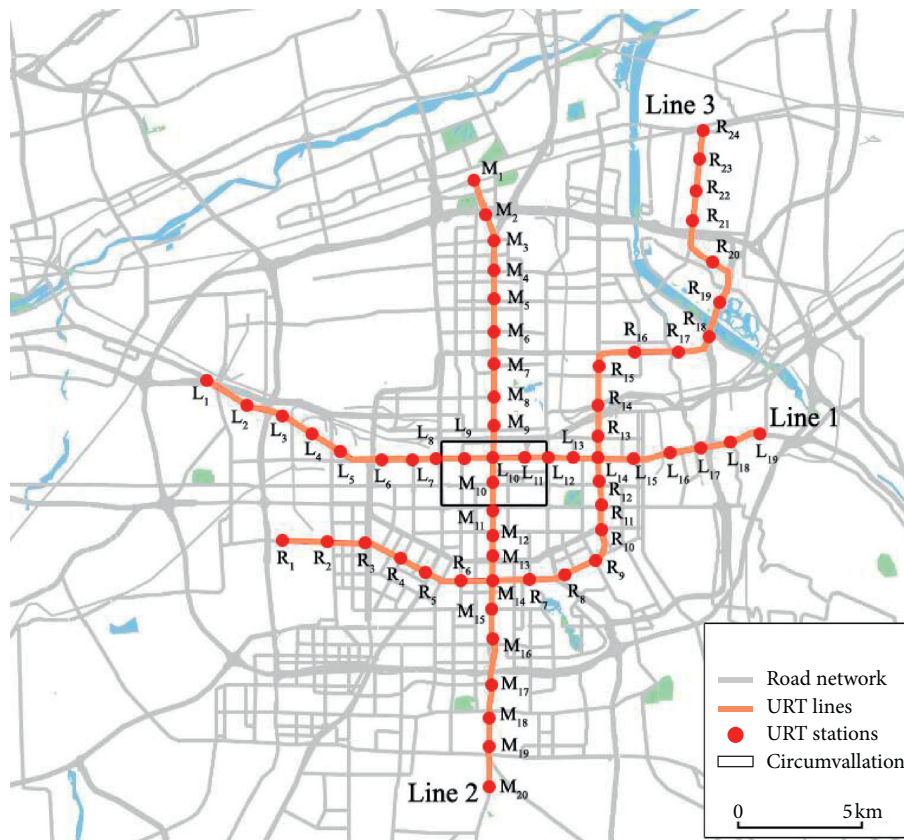 Line 3
R24
R23
R22
R21
R20
R19
R18
R17
R16
R15
R14
R13
M1
M2
M3
M4
M5
M6
M7
M8
M9
L1
L2
L3
L4
L5
L6
L7
L8
L9
L10
L11
L12
L13
L14
L15
L16
L17
L18
L19
Line 1
M10
M11
M12
M13
M14
M15
M16
M17
M18
M19
M20
Line 2
R12
R11
R10
R9
R8
R7
R6
R5
R4
R3
R2
R1
Road network
URT lines
URT stations
Circumvallation
0 5 km